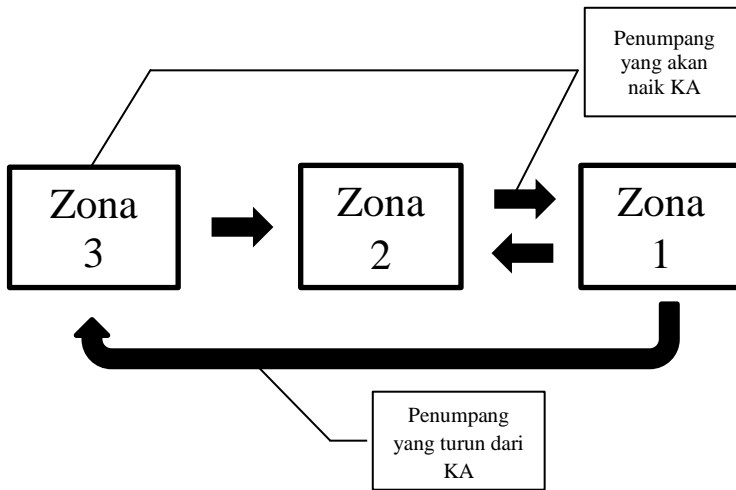 Penumpang
yang akan
naik KA
Zona
3
Zona
2
Zona
1
Penumpang
yang turun dari
KA